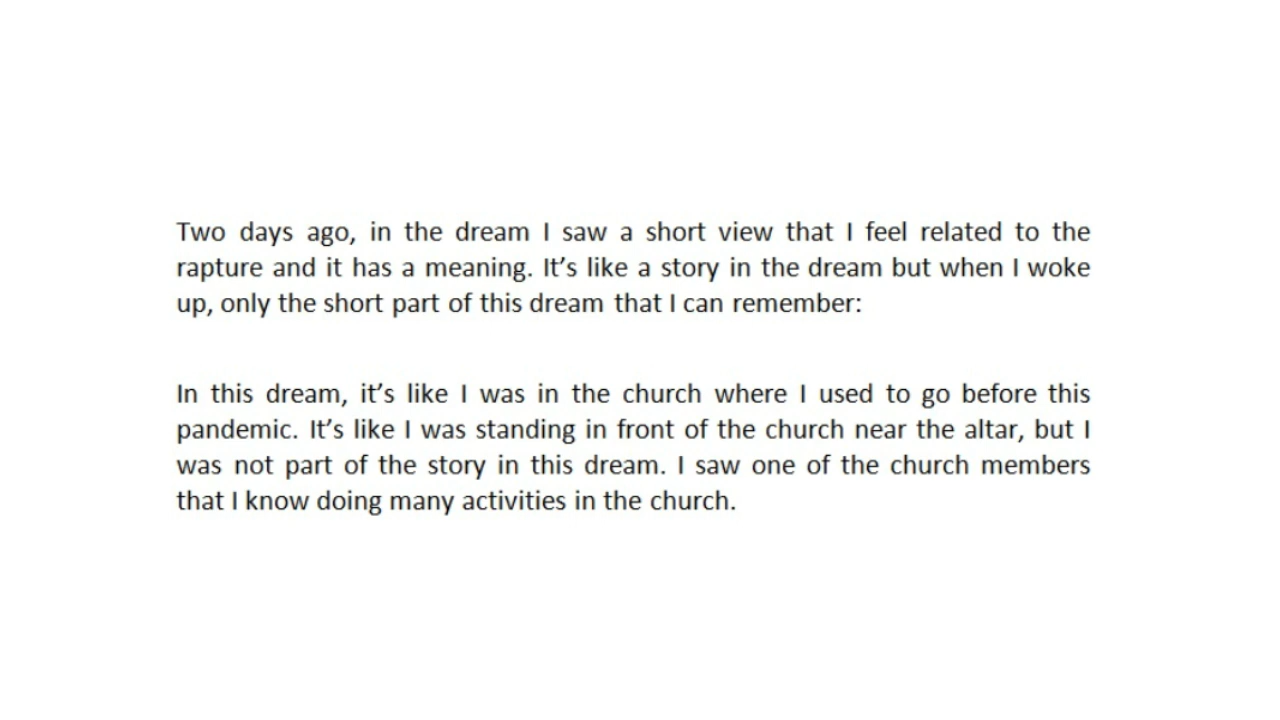 Two days ago, in the dream I saw a short view that I feel related to the
rapture and it has a meaning. It’s like a story in the dream but when I woke
up, only the short part of this dream that I can remember:
In this dream, it’s like I was in the church where I used to go before this
pandemic. It’s like I was standing in front of the church near the altar, but I
was not part of the story in this dream. I saw one of the church members
that I know doing many activities in the church.